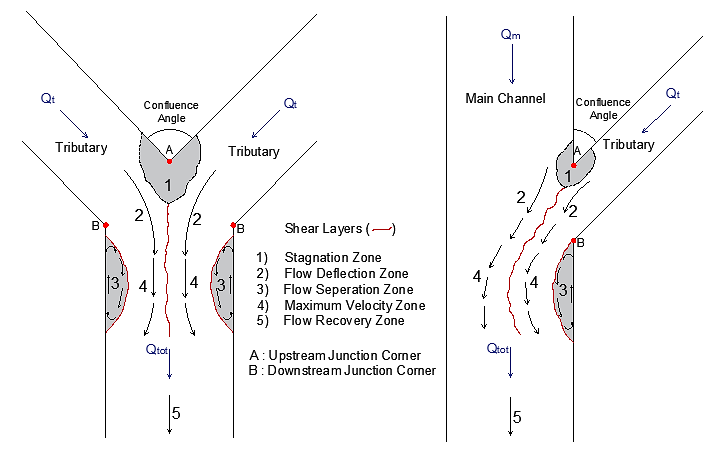 Qt
Confluence
Angle
Qt
Tributary
A
Tributary
1
2
2
B
B
3
4
4
3
Qtot
5
Shear Layers ( )
1) Stagnation Zone
2) Flow Deflection Zone
3) Flow Seperation Zone
4) Maximum Velocity Zone
5) Flow Recovery Zone
A : Upstream Junction Corner
B : Downstream Junction Corner
Qm
Main Channel
Confluence
Angle
Qt
A
Tributary
1
2
2
B
4
4
3
Qtot
5